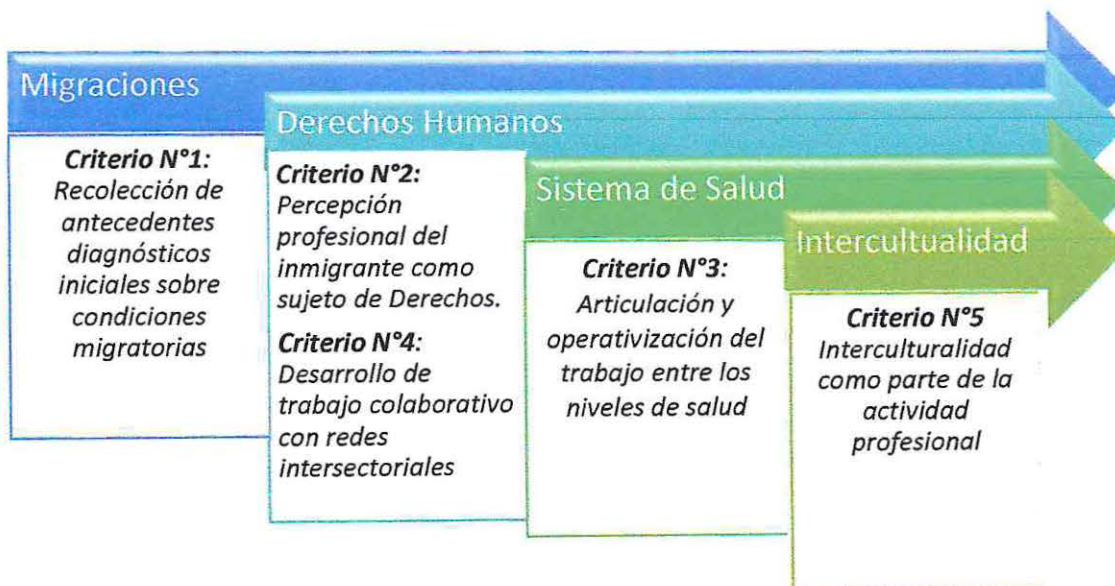 Migraciones
Criterio N°1:
Recolección de
antecedentes
diagnósticos
iniciales sobre
condiciones
migratorias
Derechos Humanos
Criterio N°2:
Percepción
profesional del
inmigrante como
sujeto de Derechos.
Criterio N°4:
Desarrollo de
trabajo colaborativo
con redes
intersectoriales
Sistema de Salud
Criterio N°3:
Articulación y
operativización del
trabajo entre los
niveles de salud
Intercultualidad
Criterio N°5
Interculturalidad
como parte de la
actividad
profesional